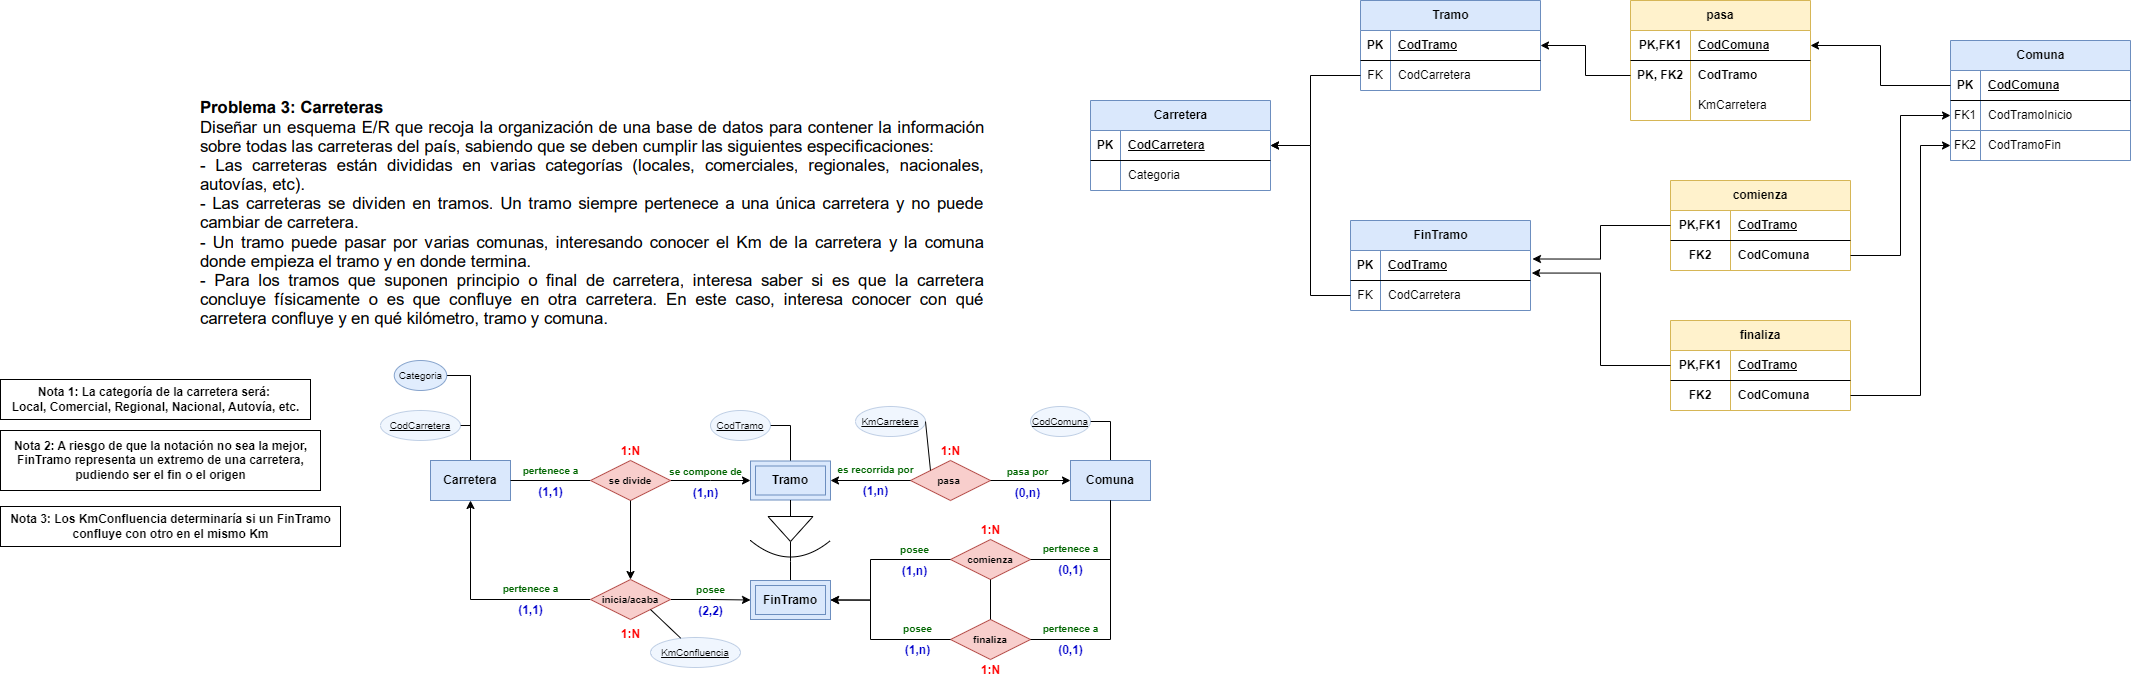 Problema 3: Carreteras
Diseñar un esquema E/R que recoja la organización de una base de datos para contener la información
sobre todas las carreteras del país, sabiendo que se deben cumplir las siguientes especificaciones:
- Las carreteras están divididas en varias categorías (locales, comerciales, regionales, nacionales,
autovías, etc).
- Las carreteras se dividen en tramos. Un tramo siempre pertenece a una única carretera y no puede
cambiar de carretera.
- Un tramo puede pasar por varias comunas, interesando conocer el Km de la carretera y la comuna
donde empieza el tramo y en donde termina.
- Para los tramos que suponen principio o final de carretera, interesa saber si es que la carretera
concluye físicamente o es que confluye en otra carretera. En este caso, interesa conocer con qué
carretera confluye y en qué kilómetro, tramo y comuna.
Carretera
PK CodCarretera
Categoria
Tramo
PK CodTramo
FK CodCarretera
pasa
PK,FK1 CodComuna
PK, FK2 CodTramo
KmCarretera
Comuna
PK CodComuna
FK1 CodTramoInicio
FK2 CodTramoFin
FinTramo
PK CodTramo
FK CodCarretera
comienza
PK,FK1 CodTramo
FK2 CodComuna
finaliza
PK,FK1 CodTramo
FK2 CodComuna
Nota 1: La categoría de la carretera será:
Local, Comercial, Regional, Nacional, Autovía, etc.
Nota 2: A riesgo de que la notación no sea la mejor,
FinTramo representa un extremo de una carretera,
pudiendo ser el fin o el origen
Nota 3: Los KmConfluencia determinaría si un FinTramo
confluye con otro en el mismo Km
Categoria
CodCarretera
CodTramo
KmCarretera
CodComuna
1:N
1:N
Carretera
pertenece a
(1,1)
se divide
se compone de
(1,n)
Tramo
es recorrida por
(1,n)
pasa
pasa por
(0,n)
Comuna
1:N
posee
(1,n)
comienza
pertenece a
(0,1)
pertenece a
(1,1)
inicia/acaba
1:N
posee
(2,2)
FinTramo
KmConfluencia
posee
(1,n)
finaliza
1:N
pertenece a
(0,1)